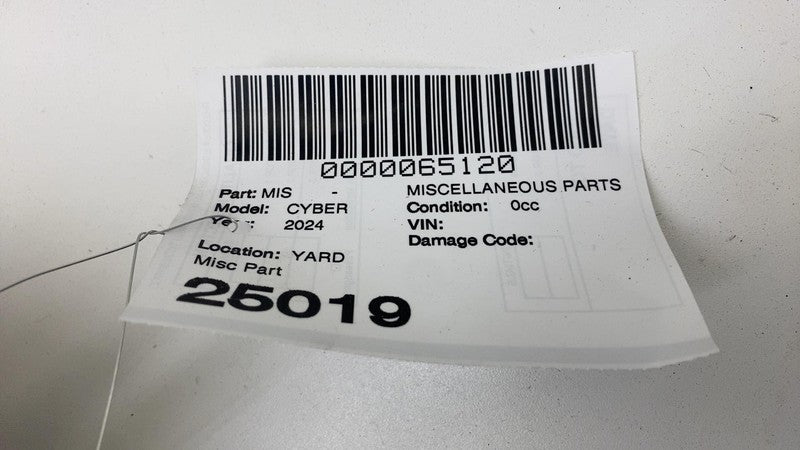 0000065120
Part: MIS - MISCELLANEOUS PARTS
Model: CYBER Condition: 0cc
Year: 2024 VIN:
Damage Code:
Location: YARD
Misc Part
25019